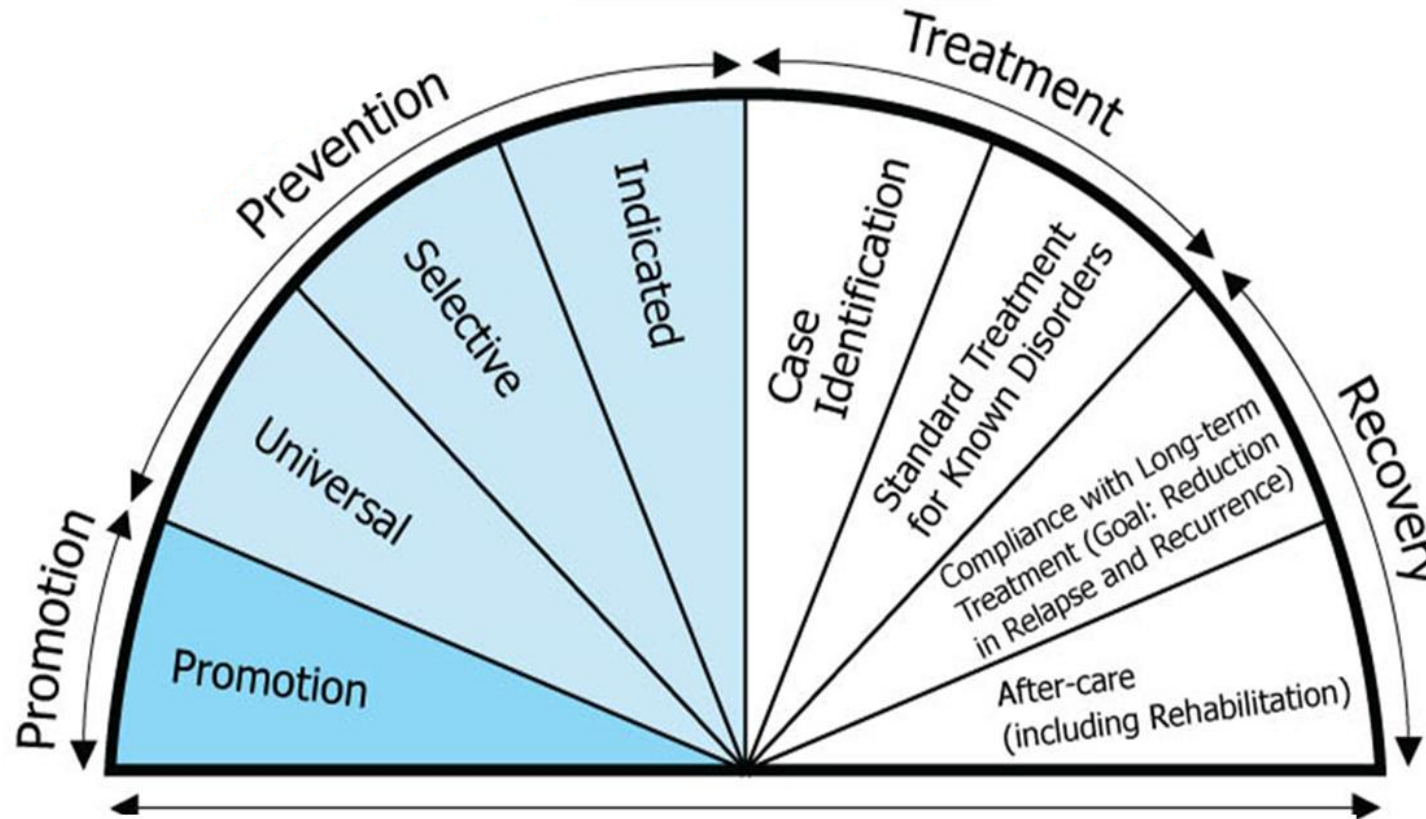 Promotion
Prevention
Treatment
Recovery
Promotion
Universal
Selective
Indicated
Case
Identification
Standard Treatment
for Known Disorders
Compliance with Long-term
Treatment (Goal: Reduction
in Relapse and Recurrence)
After-care
(including Rehabilitation)